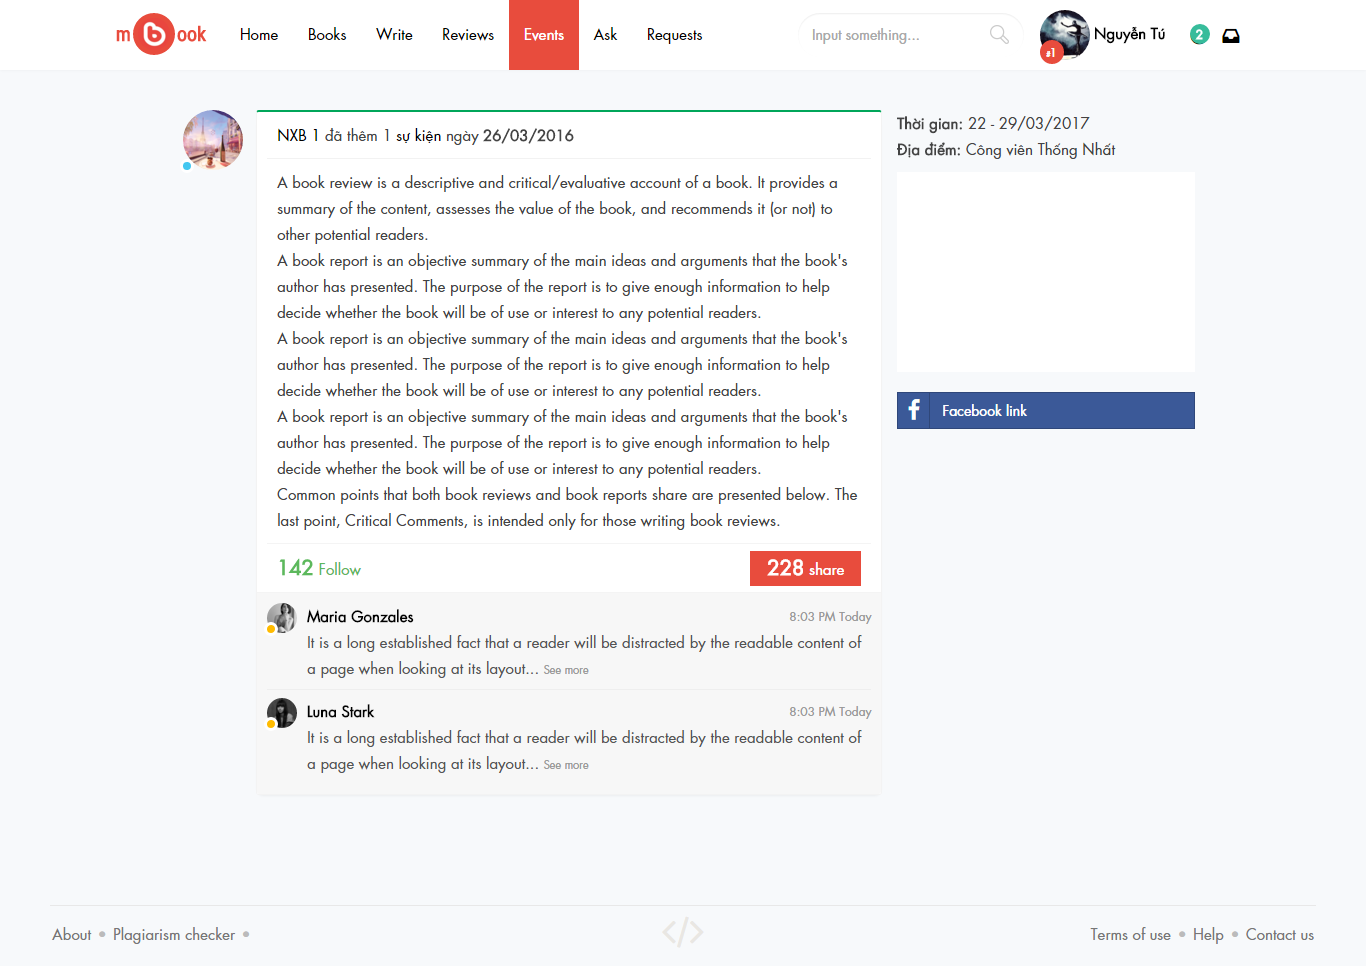 m b ook Home Books Write Reviews Events Ask Requests Input something... #1 Nguyễn Tú 2
NXB 1 đã thêm 1 sự kiện ngày 26/03/2016
A book review is a descriptive and critical/evaluative account of a book. It provides a
summary of the content, assesses the value of the book, and recommends it (or not) to
other potential readers.
A book report is an objective summary of the main ideas and arguments that the book's
author has presented. The purpose of the report is to give enough information to help
decide whether the book will be of use or interest to any potential readers.
A book report is an objective summary of the main ideas and arguments that the book's
author has presented. The purpose of the report is to give enough information to help
decide whether the book will be of use or interest to any potential readers.
A book report is an objective summary of the main ideas and arguments that the book's
author has presented. The purpose of the report is to give enough information to help
decide whether the book will be of use or interest to any potential readers.
Common points that both book reviews and book reports share are presented below. The
last point, Critical Comments, is intended only for those writing book reviews.
142 Follow 228 share
Maria Gonzales 8:03 PM Today
It is a long established fact that a reader will be distracted by the readable content of
a page when looking at its layout... See more
Luna Stark 8:03 PM Today
It is a long established fact that a reader will be distracted by the readable content of
a page when looking at its layout... See more
Thời gian: 22 - 29/03/2017
Địa điểm: Công viên Thống Nhất
f Facebook link
About • Plagiarism checker • </> Terms of use • Help • Contact us